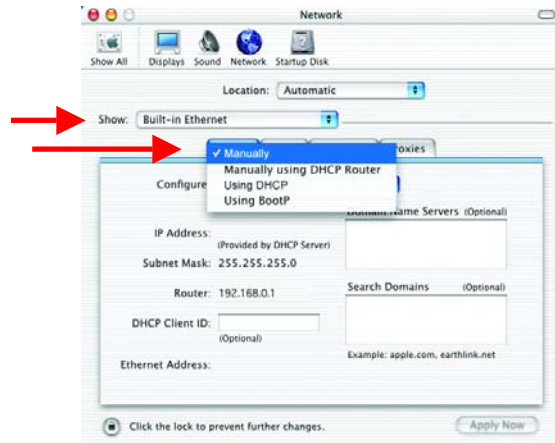 Network
Show All Displays Sound Network Startup Disk
Location: Automatic
Show: Built-in Ethernet
✓ Manually
Manually using DHCP Router
Using DHCP
Using BootP
Proxies
Configure
Domain Name Servers (Optional)
IP Address:
(Provided by DHCP Server)
Subnet Mask: 255.255.255.0
Router: 192.168.0.1
Search Domains (Optional)
DHCP Client ID:
(Optional)
Example: apple.com, earthlink.net
Ethernet Address:
Click the lock to prevent further changes.
Apply Now